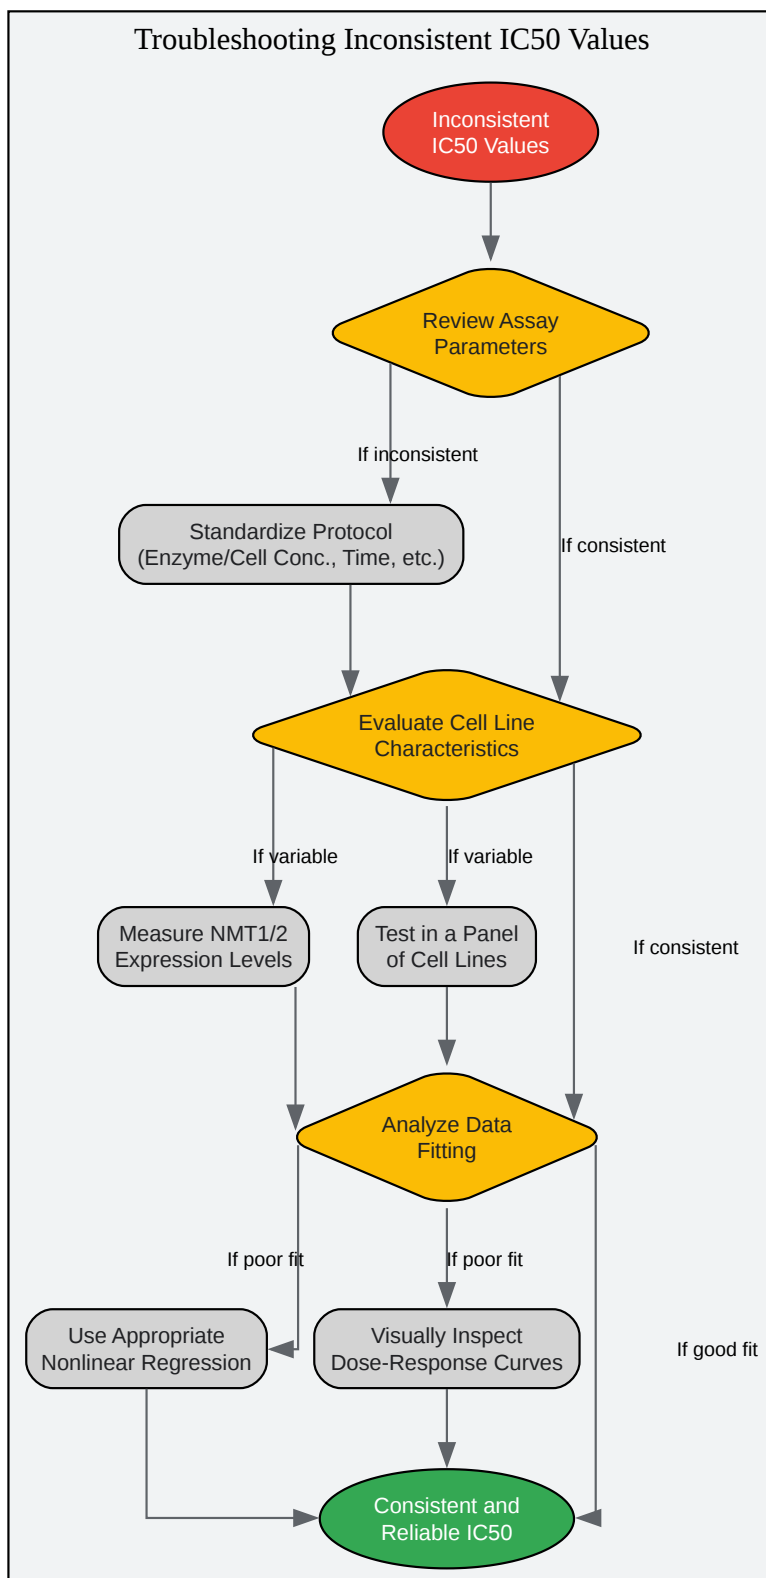 Troubleshooting Inconsistent IC50 Values
Inconsistent
IC50 Values
Review Assay
Parameters
If inconsistent
Standardize Protocol
(Enzyme/Cell Conc., Time, etc.)
If consistent
Evaluate Cell Line
Characteristics
If variable
If variable
Measure NMT1/2
Expression Levels
Test in a Panel
of Cell Lines
If consistent
Analyze Data
Fitting
If poor fit
If poor fit
Use Appropriate
Nonlinear Regression
Visually Inspect
Dose-Response Curves
If good fit
Consistent and
Reliable IC50